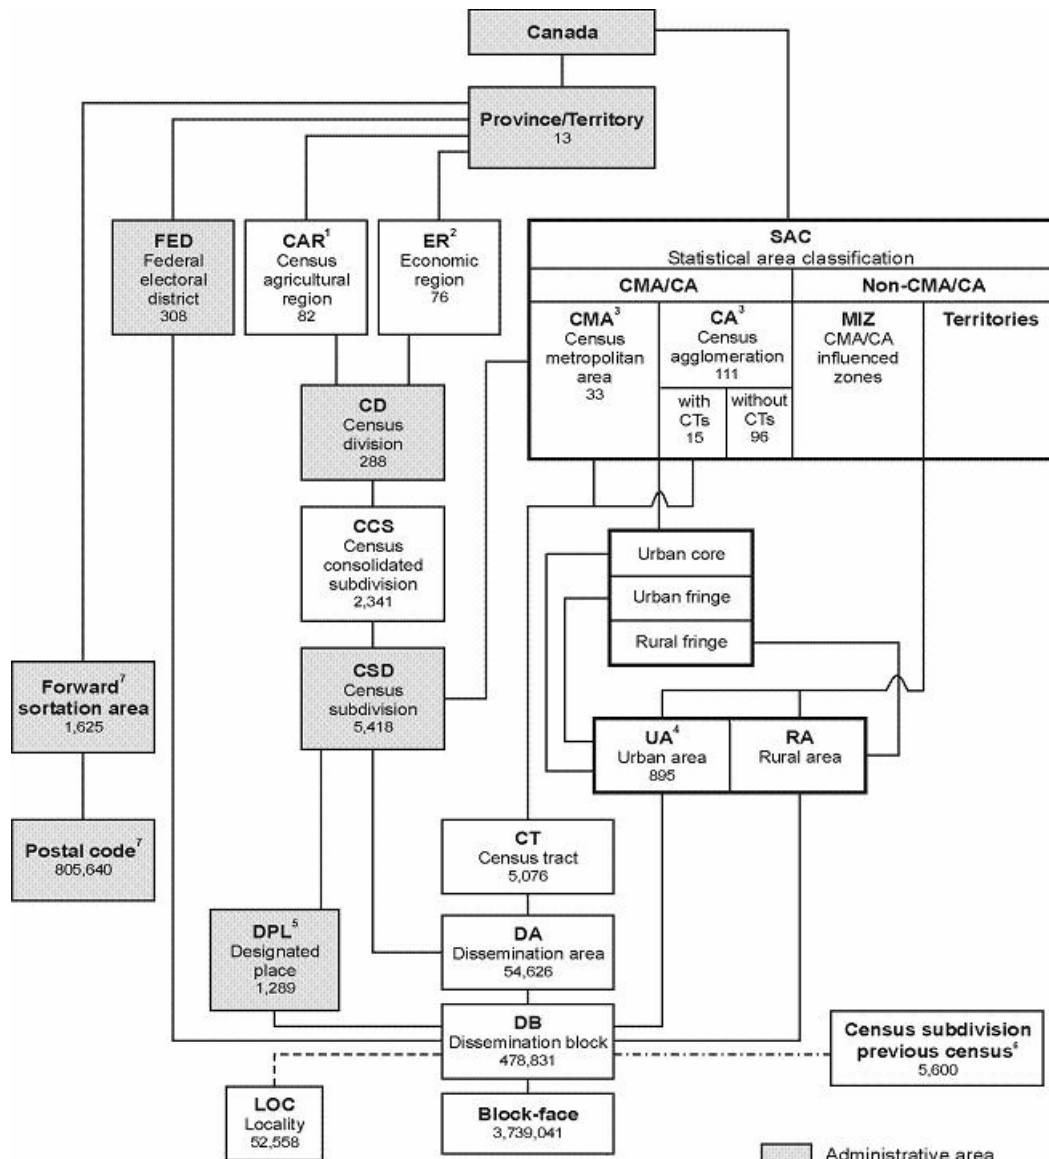 Canada
Province/Territory
13
FED
Federal
electoral
district
308
CAR1
Census
agricultural
region
82
ER2
Economic
region
76
SAC
Statistical area classification
CMA/CA
Non-CMA/CA
CMA3
Census
metropolitan
area
33
CA3
Census
agglomeration
111
with
CTs
15
without
CTs
96
MIZ
CMA/CA
influenced
zones
Territories
CD
Census
division
288
CCS
Census
consolidated
subdivision
2,341
Urban core
Urban fringe
Rural fringe
CSD
Census
subdivision
5,418
Forward7
sortation area
1,625
UA4
Urban area
895
RA
Rural area
Postal code7
805,640
CT
Census tract
5,076
DPL5
Designated
place
1,289
DA
Dissemination area
54,626
DB
Dissemination block
478,831
Census subdivision
previous census6
5,600
LOC
Locality
52,558
Block-face
3,739,041
Administrative area